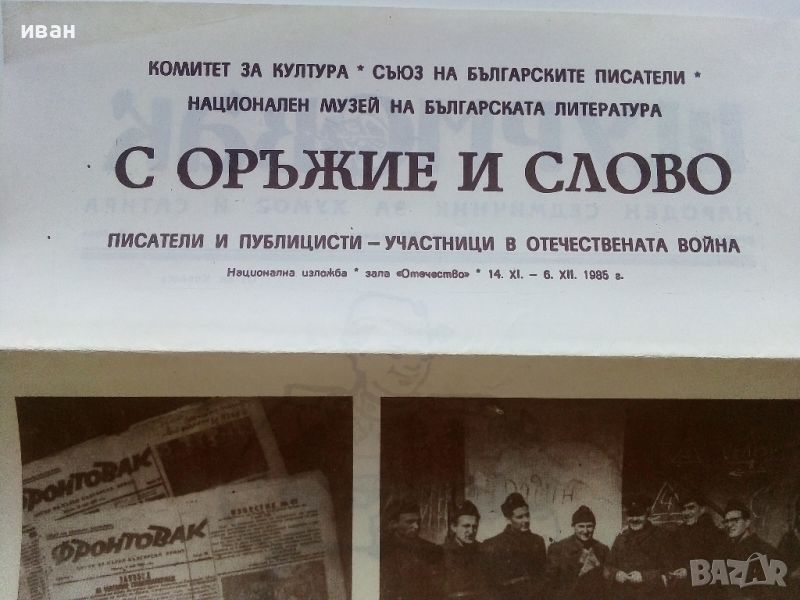 иван
КОМИТЕТ ЗА КУЛТУРА * СЪЮЗ НА БЪЛГАРСКИТЕ ПИСАТЕЛИ *
НАЦИОНАЛЕН МУЗЕЙ НА БЪЛГАРСКАТА ЛИТЕРАТУРА
С ОРЪЖИЕ И СЛОВО
ПИСАТЕЛИ И ПУБЛИЦИСТИ – УЧАСТНИЦИ В ОТЕЧЕСТВЕНАТА ВОЙНА
Национална изложба * зала «Отечество» * 14. XI. – 6. XII. 1985 г.
ФРОНТОВАК
ФРОНТОВАК
BAZAR